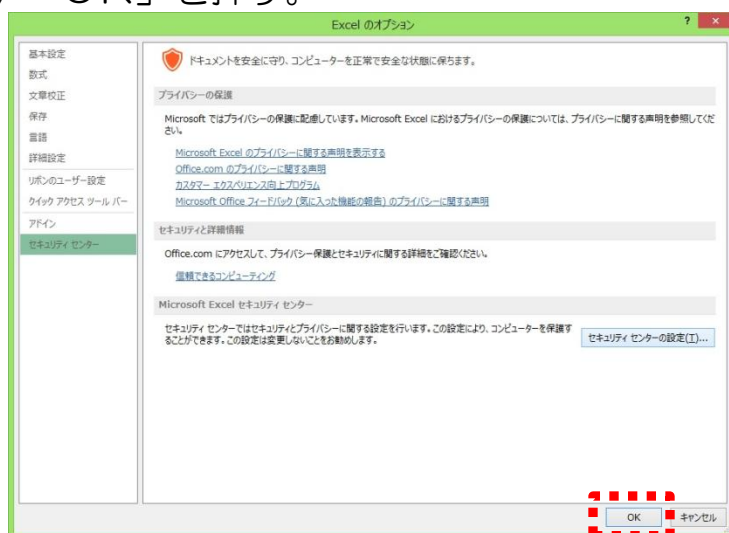 「OK」を押す。
Excel のオプション
? ×
基本設定
数式
文章校正
保存
言語
詳細設定
リボンのユーザー設定
クイック アクセス ツール バー
アドイン
セキュリティ センター
ドキュメントを安全に守り、コンピューターを正常で安全な状態に保ちます。
プライバシーの保護
Microsoft ではプライバシーの保護に配慮しています。Microsoft Excel におけるプライバシーの保護については、プライバシーに関する声明を参照してくだ
さい。
Microsoft Excel のプライバシーに関する声明を表示する
Office.com のプライバシーに関する声明
カスタマー エクスペリエンス向上プログラム
Microsoft Office フィードバック (気に入った機能の報告) のプライバシーに関する声明
セキュリティと詳細情報
Office.com にアクセスして、プライバシー保護とセキュリティに関する詳細をご確認ください。
信頼できるコンピューティング
Microsoft Excel セキュリティ センター
セキュリティ センターではセキュリティとプライバシーに関する設定を行います。この設定により、コンピューターを保護す
ることができます。この設定は変更しないことをお勧めします。
セキュリティ センターの設定(T)...
OK
キャンセル